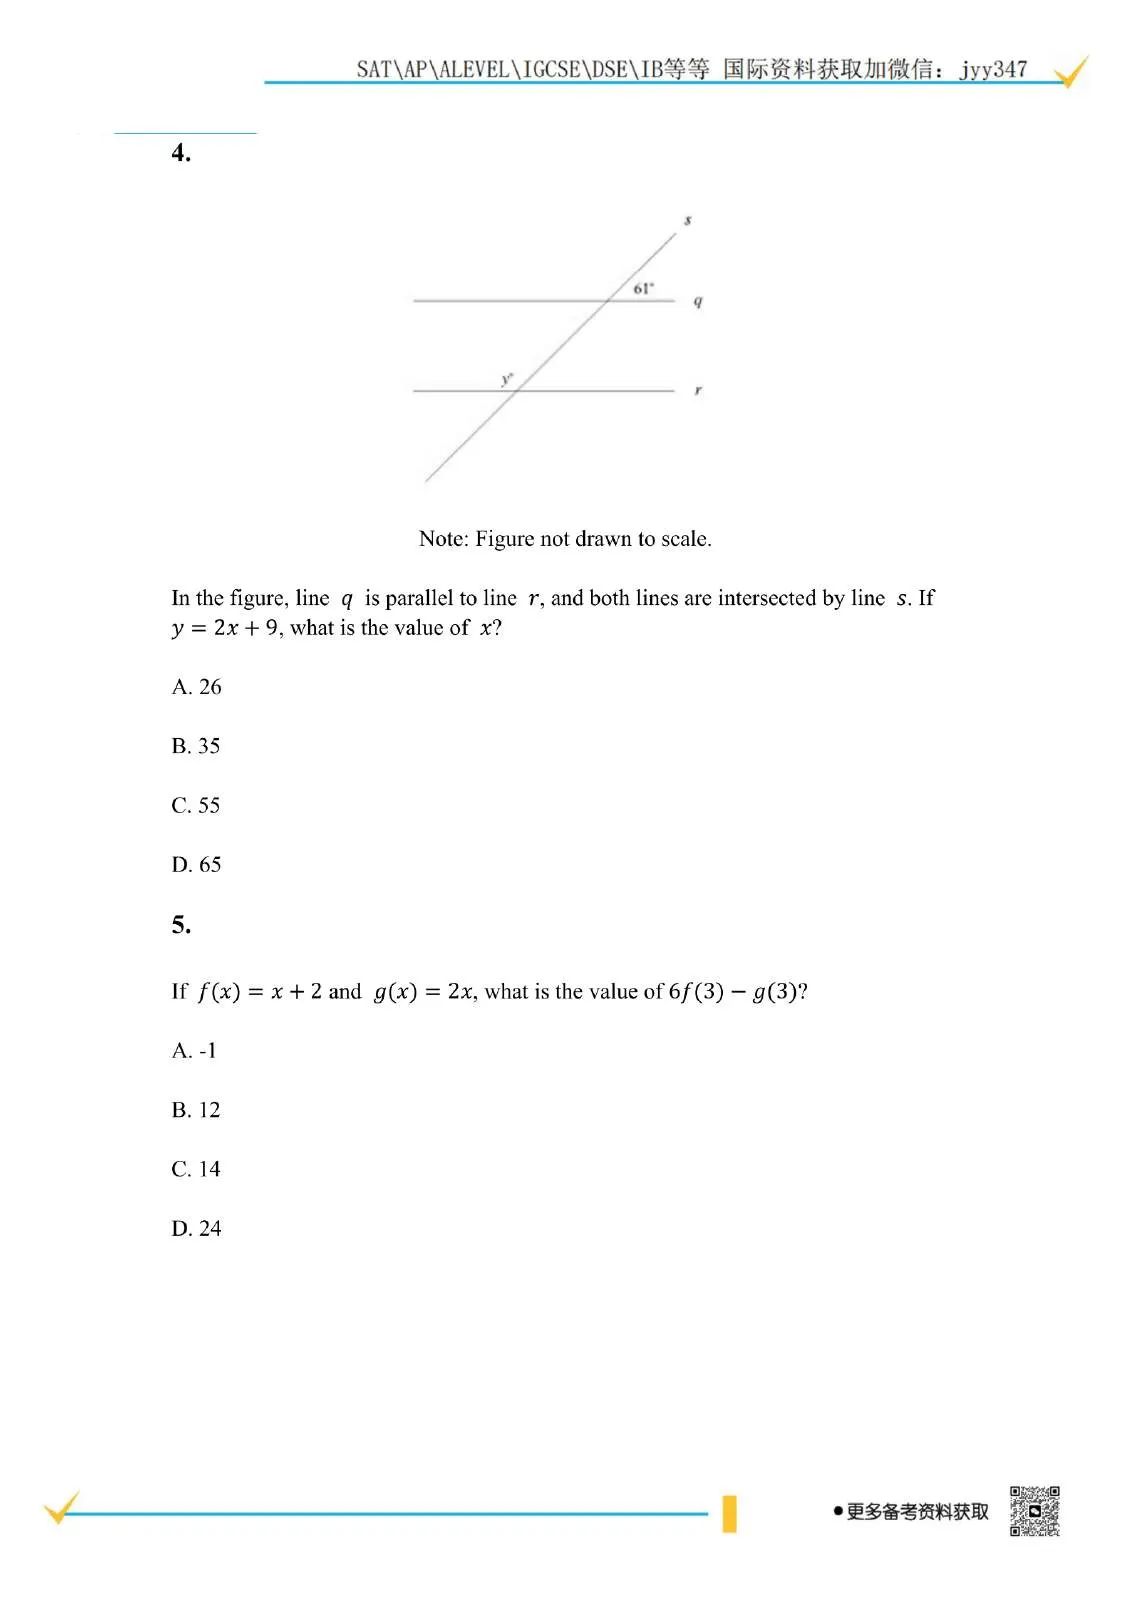 SAT\AP\ALEVEL\IGCSE\DSE\IB等等 国际资料获取加微信：jyy347
4.
s
61°
q
y°
r
Note: Figure not drawn to scale.
In the figure, line q is parallel to line r, and both lines are intersected by line s. If
y = 2x + 9, what is the value of x?
A. 26
B. 35
C. 55
D. 65
5.
If f(x) = x + 2 and g(x) = 2x, what is the value of 6f(3) − g(3)?
A. -1
B. 12
C. 14
D. 24
●更多备考资料获取